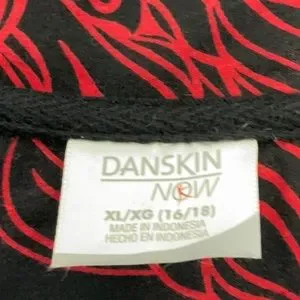 DANSKIN
NOW
XL/XG (16/18)
MADE IN INDONESIA
HECHO EN INDONESIA